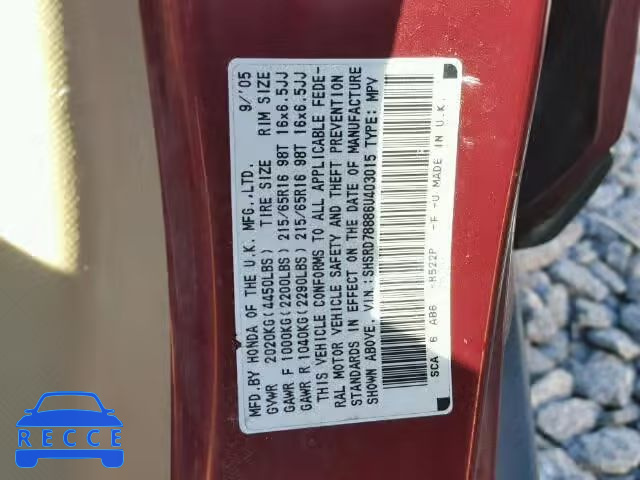 MFD.BY HONDA OF THE U.K. MFG.,LTD. 9/'05
GVWR 2020KG(4450LBS) TIRE SIZE RIM SIZE
GAWR F 1000KG(2200LBS) 215/65R16 98T 16x6.5JJ
GAWR R 1040KG(2290LBS) 215/65R16 98T 16x6.5JJ
THIS VEHICLE CONFORMS TO ALL APPLICABLE FEDE-
RAL MOTOR VEHICLE SAFETY AND THEFT PREVENTION
STANDARDS IN EFFECT ON THE DATE OF MANUFACTURE
SHOWN ABOVE. VIN: SHSRD78886U403015 TYPE: MPV
SCA 6 AB6 -R522P -F -U MADE IN U.K.
RECCE